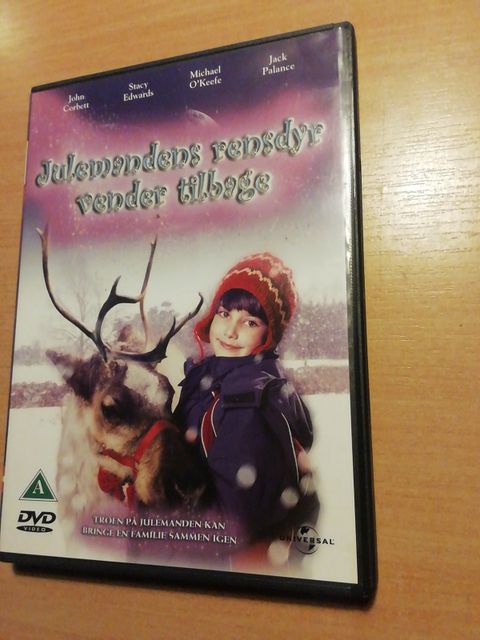 John Corbett
Stacy Edwards
Michael O'Keefe
Jack Palance
Julemandens rensdyr
vender tilbage
A
DVD
VIDEO
TROEN PÅ JULEMANDEN KAN
BRINGE EN FAMILIE SAMMEN IGEN
UNIVERSAL